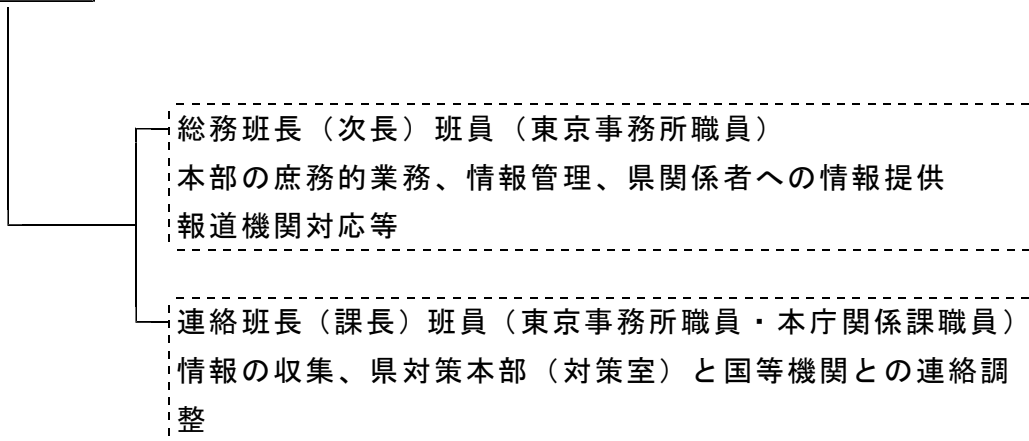 総務班長（次長）班員（東京事務所職員）
本部の庶務的業務、情報管理、県関係者への情報提供
報道機関対応等
連絡班長（課長）班員（東京事務所職員・本庁関係課職員）
情報の収集、県対策本部（対策室）と国等機関との連絡調
整